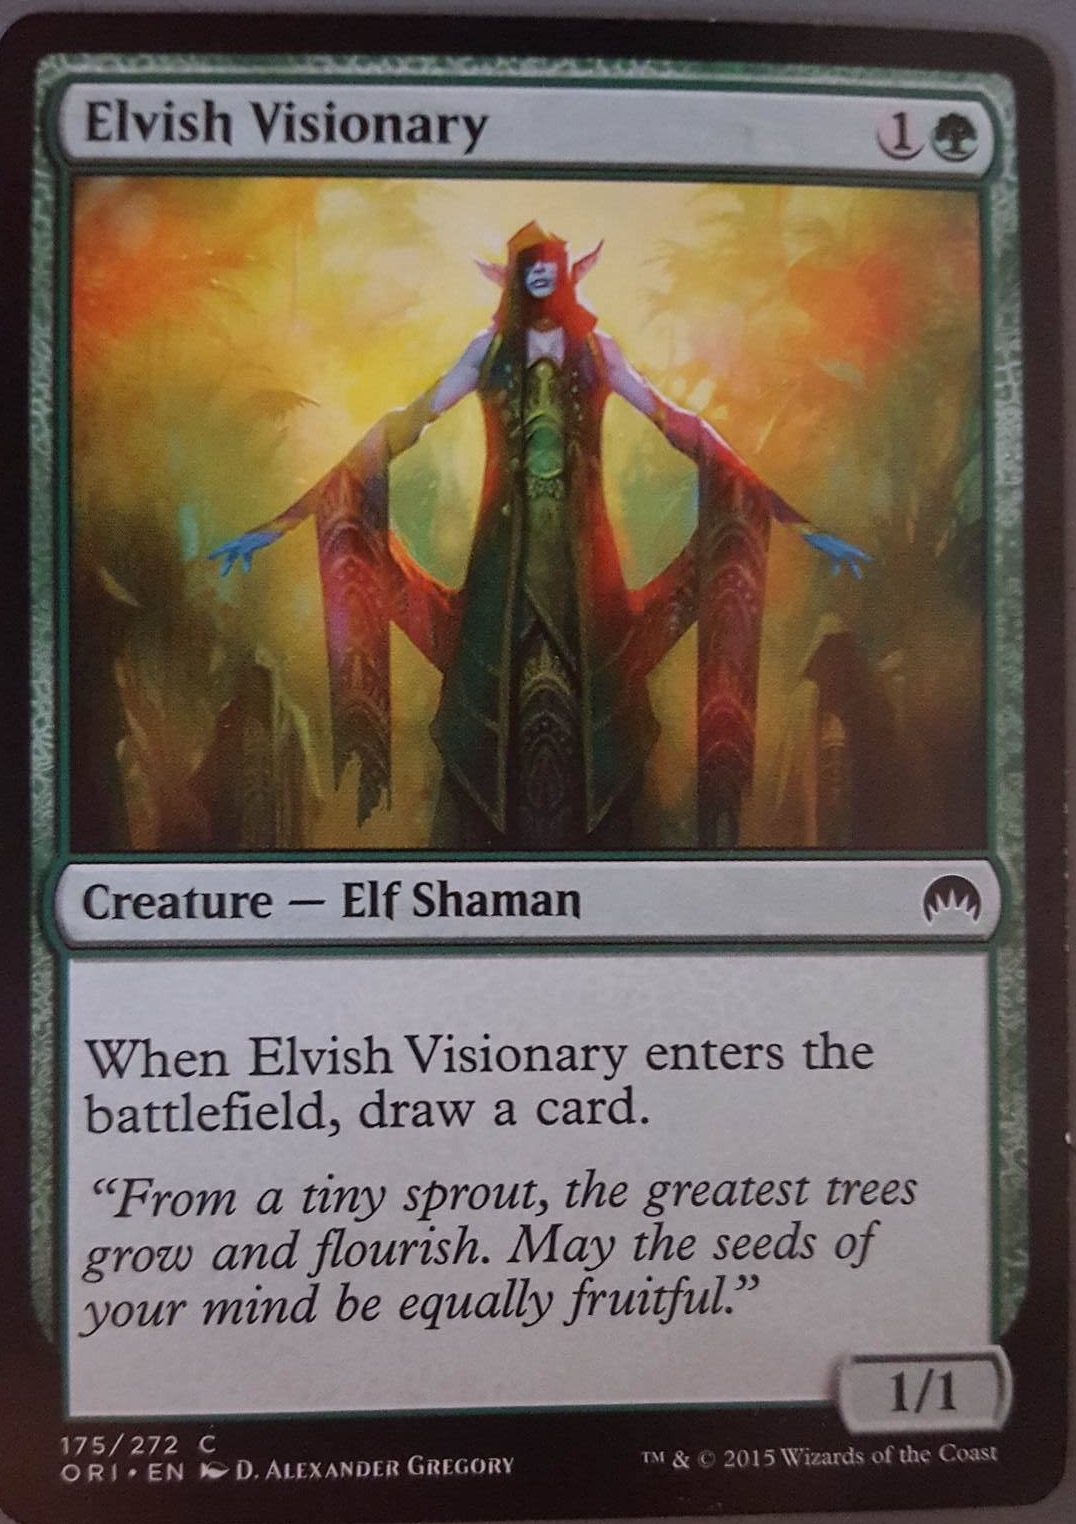 Elvish Visionary 1
Creature — Elf Shaman
When Elvish Visionary enters the
battlefield, draw a card.
“From a tiny sprout, the greatest trees
grow and flourish. May the seeds of
your mind be equally fruitful.”
1/1
175/272 C
ORI • EN D. ALEXANDER GREGORY
™ & © 2015 Wizards of the Coast